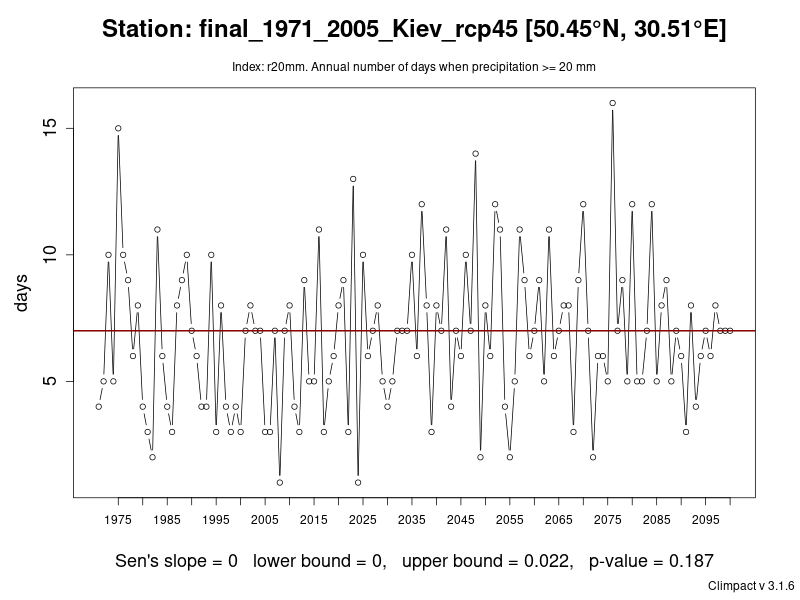 Station: final_1971_2005_Kiev_rcp45 [50.45°N, 30.51°E]
Index: r20mm. Annual number of days when precipitation >= 20 mm
15
10
5
days
1975 1985 1995 2005 2015 2025 2035 2045 2055 2065 2075 2085 2095
Sen's slope = 0 lower bound = 0, upper bound = 0.022, p-value = 0.187
Climpact v 3.1.6